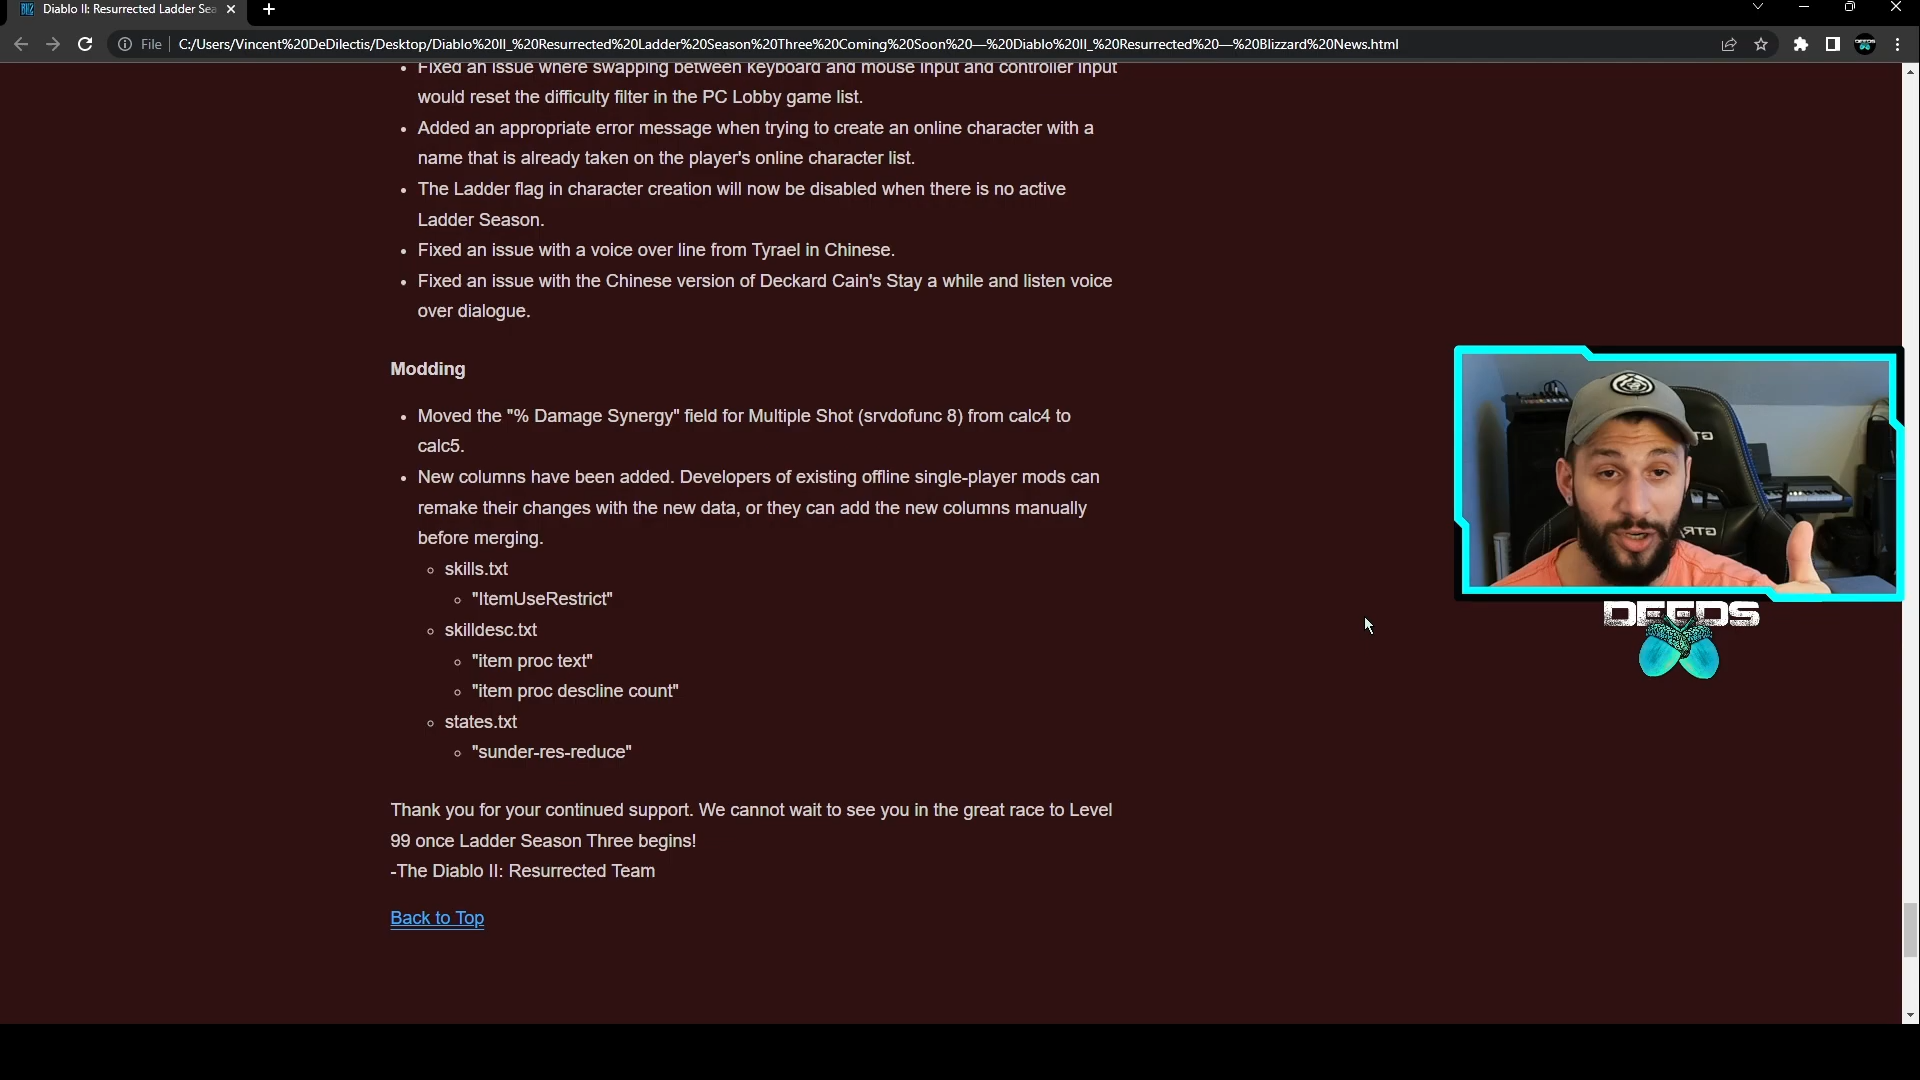 Diablo II: Resurrected Ladder Sea
File
C:/Users/Vincent%20DeDilectis/Desktop/Diablo%20II_%20Resurrected%20Ladder%20Season%20Three%20Coming%20Soon%20—%20Diablo%20II_%20Resurrected%20—%20Blizzard%20News.html
• Fixed an issue where swapping between keyboard and mouse input and controller input
would reset the difficulty filter in the PC Lobby game list.
• Added an appropriate error message when trying to create an online character with a
name that is already taken on the player's online character list.
• The Ladder flag in character creation will now be disabled when there is no active
Ladder Season.
• Fixed an issue with a voice over line from Tyrael in Chinese.
• Fixed an issue with the Chinese version of Deckard Cain's Stay a while and listen voice
over dialogue.
Modding
• Moved the "% Damage Synergy" field for Multiple Shot (srvdofunc 8) from calc4 to
calc5.
• New columns have been added. Developers of existing offline single-player mods can
remake their changes with the new data, or they can add the new columns manually
before merging.
◦ skills.txt
◦ "ItemUseRestrict"
◦ skilldesc.txt
◦ "item proc text"
◦ "item proc descline count"
◦ states.txt
◦ "sunder-res-reduce"
Thank you for your continued support. We cannot wait to see you in the great race to Level
99 once Ladder Season Three begins!
-The Diablo II: Resurrected Team
Back to Top
DEEDS